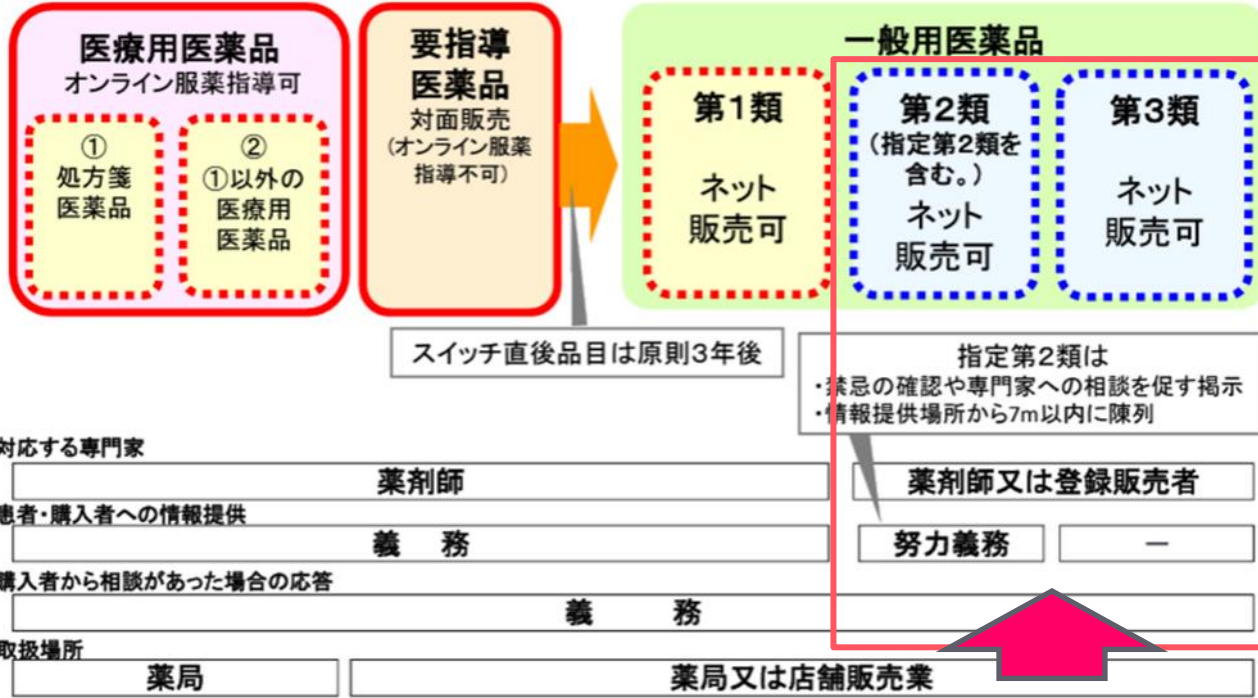 医療用医薬品
オンライン服薬指導可
①
処方箋
医薬品
②
①以外の
医療用
医薬品
要指導
医薬品
対面販売
(オンライン服薬
指導不可)
一般用医薬品
第1類
ネット
販売可
第2類
(指定第2類を
含む。)
ネット
販売可
第3類
ネット
販売可
スイッチ直後品目は原則3年後
指定第2類は
・禁忌の確認や専門家への相談を促す掲示
・情報提供場所から7m以内に陳列
対応する専門家
薬剤師
薬剤師又は登録販売者
患者・購入者への情報提供
義 務
努力義務
－
購入者から相談があった場合の応答
義 務
取扱場所
薬局
薬局又は店舗販売業